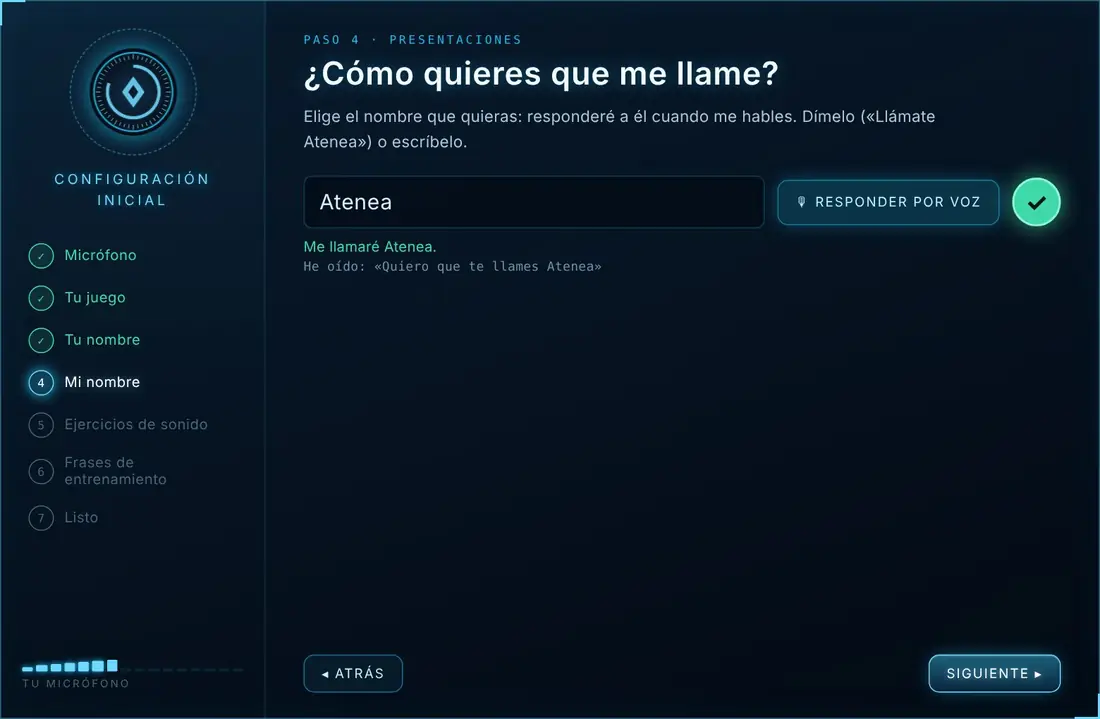 CONFIGURACIÓN
INICIAL
✓ Micrófono
✓ Tu juego
✓ Tu nombre
4 Mi nombre
5 Ejercicios de sonido
6 Frases de
entrenamiento
7 Listo
TU MICRÓFONO
PASO 4 · PRESENTACIONES
¿Cómo quieres que me llame?
Elige el nombre que quieras: responderé a él cuando me hables. Dímelo («Llámate
Atenea») o escríbelo.
Atenea
🎙 RESPONDER POR VOZ
✓
Me llamaré Atenea.
He oído: «Quiero que te llames Atenea»
◂ ATRÁS
SIGUIENTE ▸